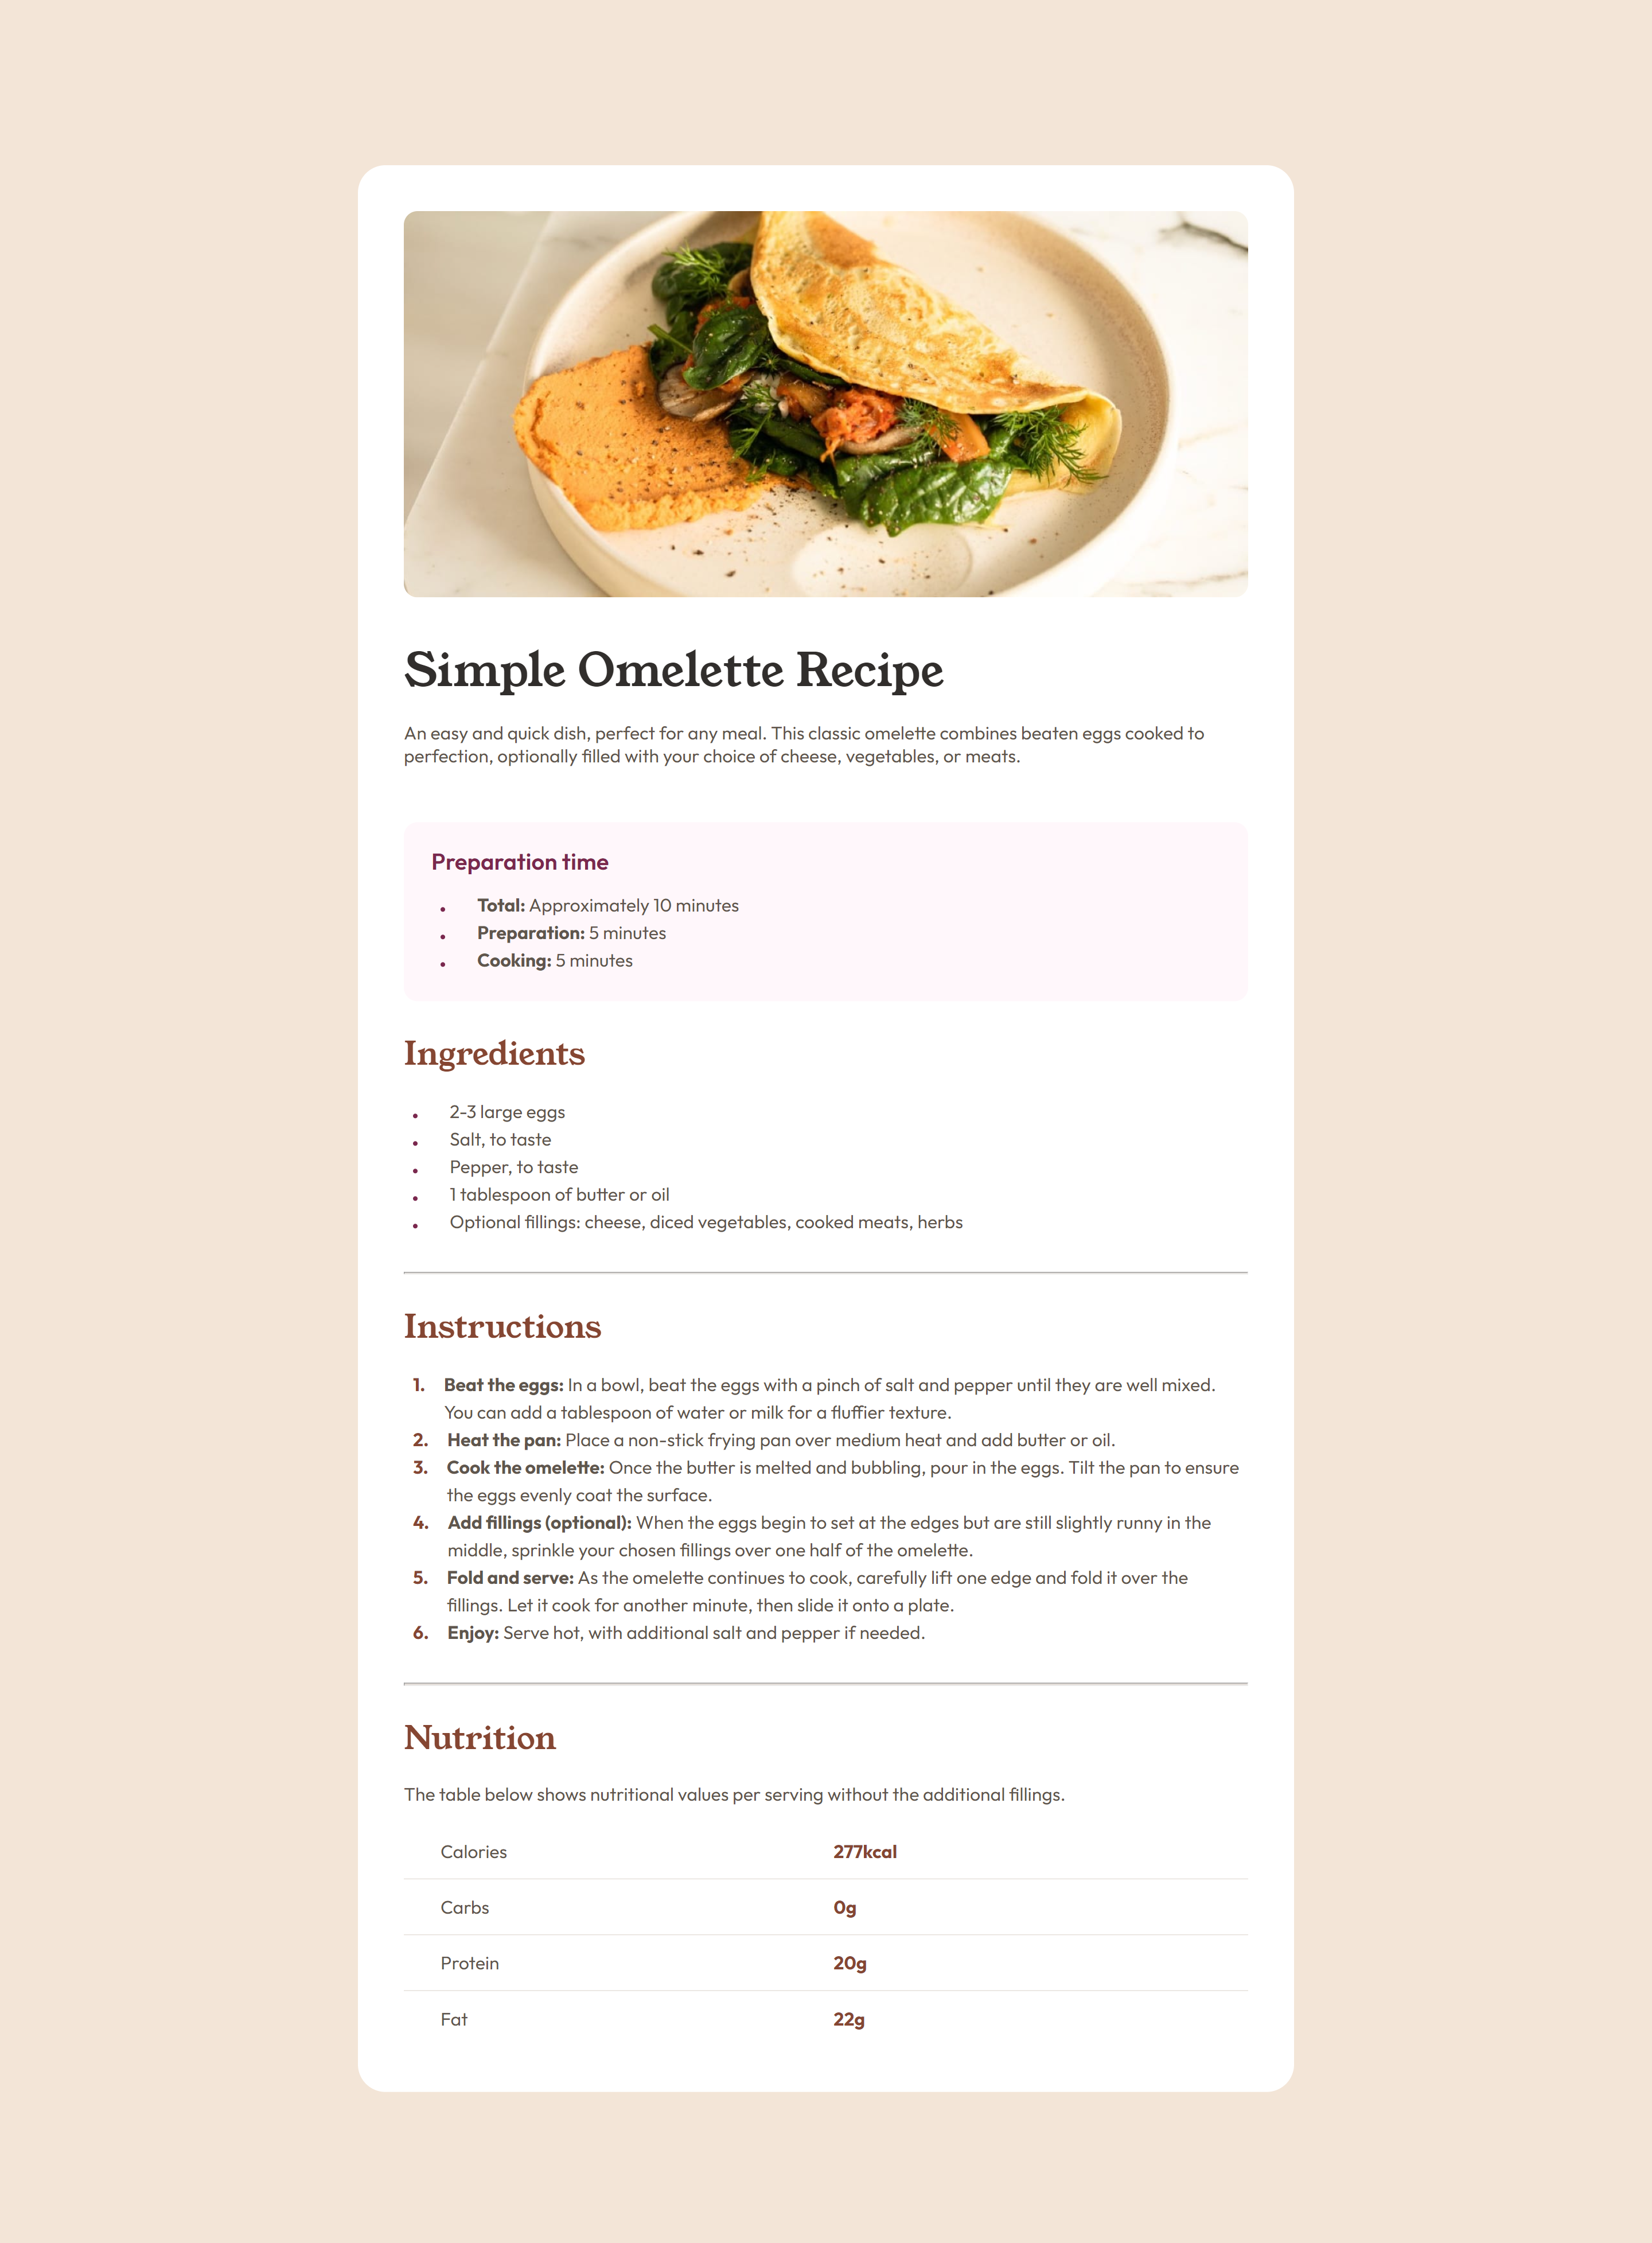 Simple Omelette Recipe
An easy and quick dish, perfect for any meal. This classic omelette combines beaten eggs cooked to
perfection, optionally filled with your choice of cheese, vegetables, or meats.
Preparation time
• Total: Approximately 10 minutes
• Preparation: 5 minutes
• Cooking: 5 minutes
Ingredients
• 2-3 large eggs
• Salt, to taste
• Pepper, to taste
• 1 tablespoon of butter or oil
• Optional fillings: cheese, diced vegetables, cooked meats, herbs
Instructions
1. Beat the eggs: In a bowl, beat the eggs with a pinch of salt and pepper until they are well mixed.
You can add a tablespoon of water or milk for a fluffier texture.
2. Heat the pan: Place a non-stick frying pan over medium heat and add butter or oil.
3. Cook the omelette: Once the butter is melted and bubbling, pour in the eggs. Tilt the pan to ensure
the eggs evenly coat the surface.
4. Add fillings (optional): When the eggs begin to set at the edges but are still slightly runny in the
middle, sprinkle your chosen fillings over one half of the omelette.
5. Fold and serve: As the omelette continues to cook, carefully lift one edge and fold it over the
fillings. Let it cook for another minute, then slide it onto a plate.
6. Enjoy: Serve hot, with additional salt and pepper if needed.
Nutrition
The table below shows nutritional values per serving without the additional fillings.
Calories 277kcal
Carbs 0g
Protein 20g
Fat 22g